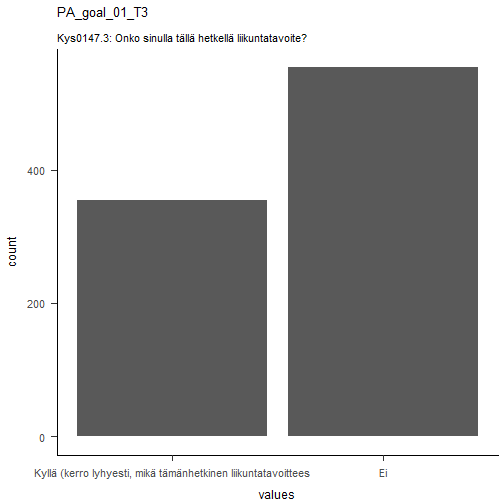 PA_goal_01_T3
Kys0147.3: Onko sinulla tällä hetkellä liikuntatavoite?
400
200
0
count
Kyllä (kerro lyhyesti, mikä tämänhetkinen liikuntatavoittees
Ei
values